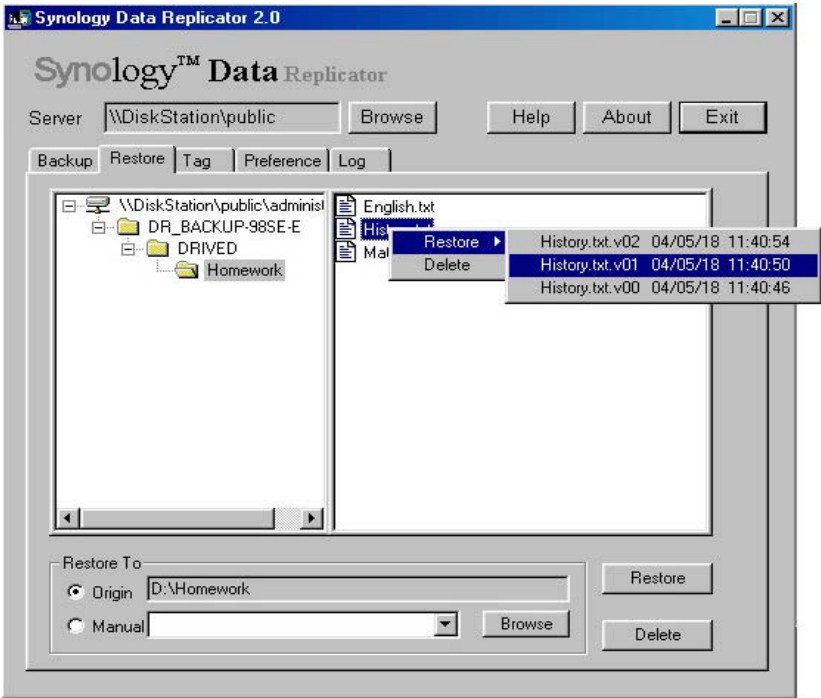 Synology Data Replicator 2.0
Synology™ Data Replicator
Server \\DiskStation\public Browse Help About Exit
Backup Restore Tag Preference Log
\\DiskStation\public\adminis
DR_BACKUP-98SE-E
DRIVED
Homework
English.txt
His
Mat
Restore
Delete
History.txt.v02 04/05/18 11:40:54
History.txt.v01 04/05/18 11:40:50
History.txt.v00 04/05/18 11:40:46
Restore To
Origin D:\Homework
Manual Browse
Restore
Delete